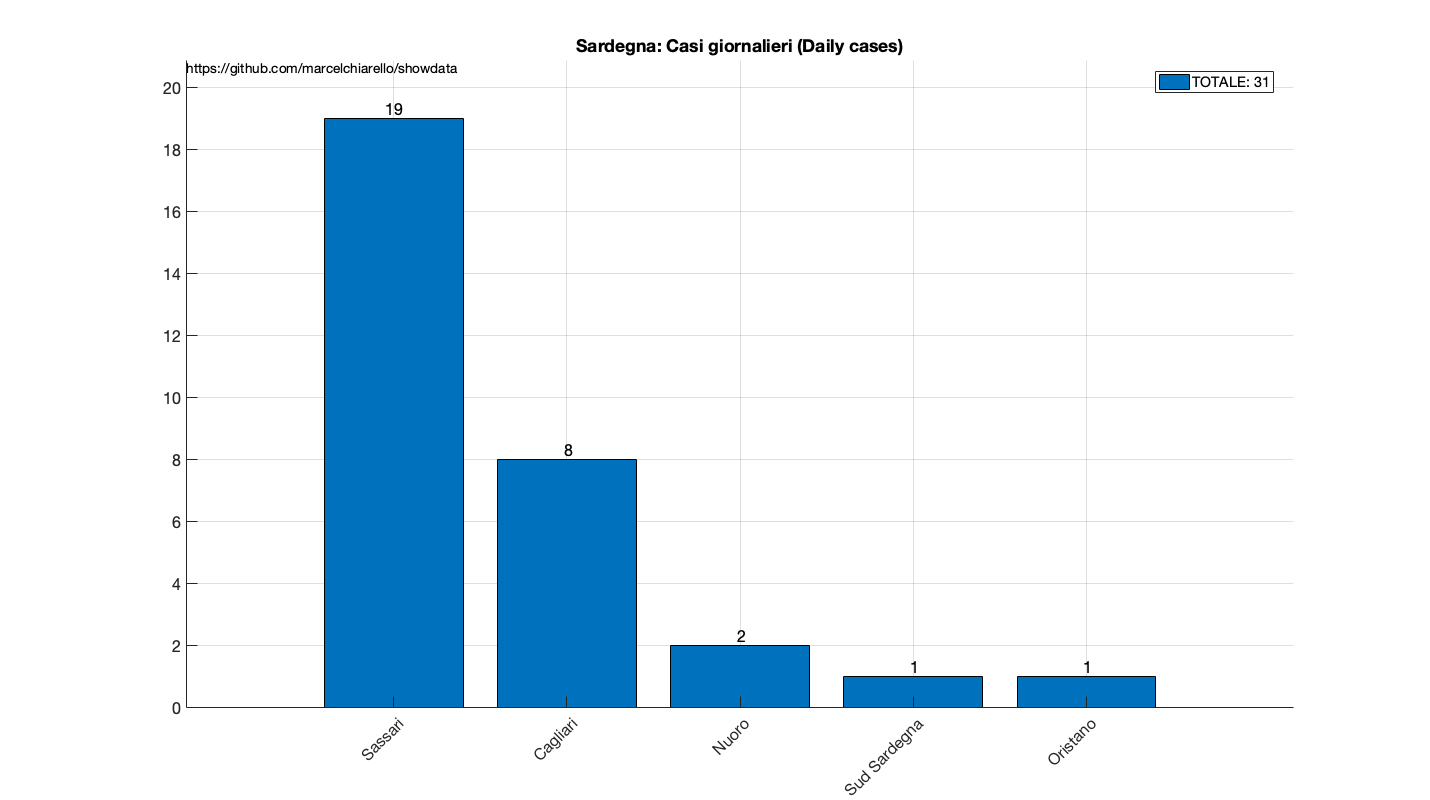 Sardegna: Casi giornalieri (Daily cases)
https://github.com/marcelchiarello/showdata
TOTALE: 31
20
18
16
14
12
10
8
6
4
2
0
19
8
2
1
1
Sassari
Cagliari
Nuoro
Sud Sardegna
Oristano